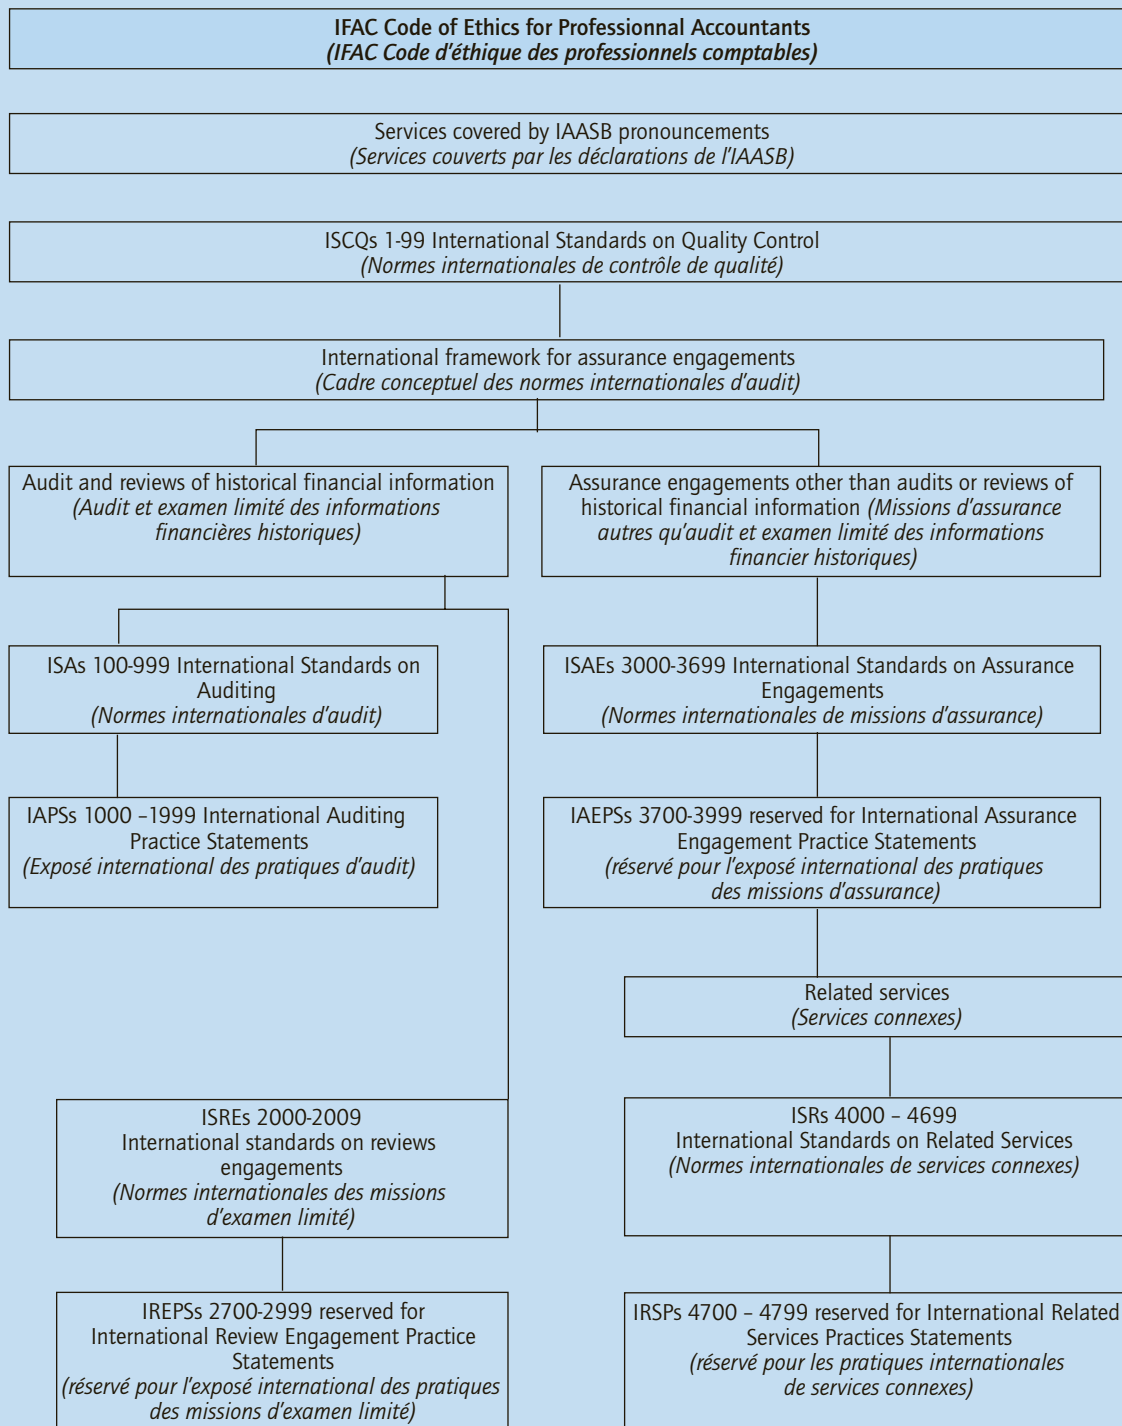 IFAC Code of Ethics for Professionnal Accountants
(IFAC Code d'éthique des professionnels comptables)
Services covered by IAASB pronouncements
(Services couverts par les déclarations de l'IAASB)
ISCQs 1-99 International Standards on Quality Control
(Normes internationales de contrôle de qualité)
International framework for assurance engagements
(Cadre conceptuel des normes internationales d'audit)
Audit and reviews of historical financial information
(Audit et examen limité des informations
financières historiques)
Assurance engagements other than audits or reviews of
historical financial information (Missions d'assurance
autres qu'audit et examen limité des informations
financier historiques)
ISAs 100-999 International Standards on
Auditing
(Normes internationales d'audit)
ISAEs 3000-3699 International Standards on Assurance
Engagements
(Normes internationales de missions d'assurance)
IAPSs 1000 –1999 International Auditing
Practice Statements
(Exposé international des pratiques d'audit)
IAEPSs 3700-3999 reserved for International Assurance
Engagement Practice Statements
(réservé pour l'exposé international des pratiques
des missions d'assurance)
Related services
(Services connexes)
ISREs 2000-2009
International standards on reviews
engagements
(Normes internationales des missions
d'examen limité)
ISRs 4000 – 4699
International Standards on Related Services
(Normes internationales de services connexes)
IREPSs 2700-2999 reserved for
International Review Engagement Practice
Statements
(réservé pour l'exposé international des pratiques
des missions d'examen limité)
IRSPs 4700 – 4799 reserved for International Related
Services Practices Statements
(réservé pour les pratiques internationales
de services connexes)